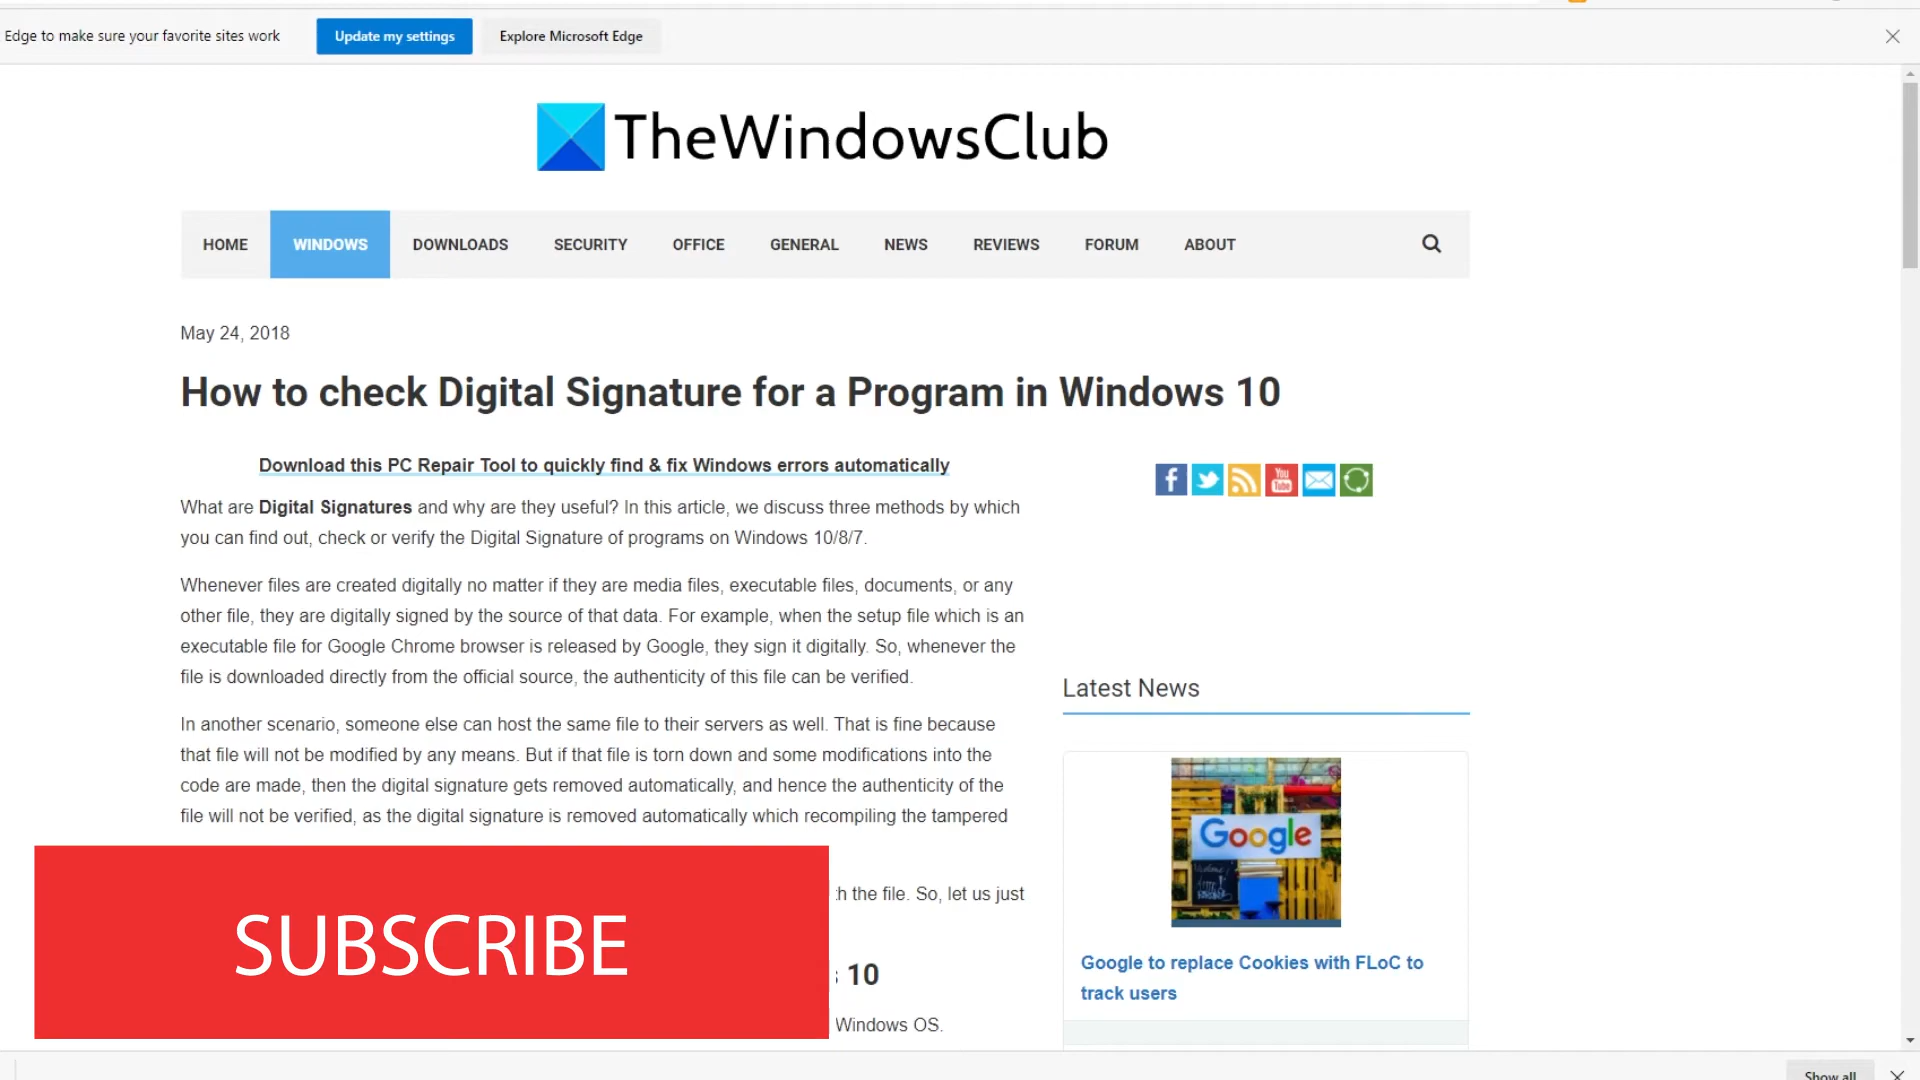 Edge to make sure your favorite sites work
Update my settings
Explore Microsoft Edge
TheWindowsClub
HOME
WINDOWS
DOWNLOADS
SECURITY
OFFICE
GENERAL
NEWS
REVIEWS
FORUM
ABOUT
May 24, 2018
How to check Digital Signature for a Program in Windows 10
Download this PC Repair Tool to quickly find & fix Windows errors automatically
What are Digital Signatures and why are they useful? In this article, we discuss three methods by which
you can find out, check or verify the Digital Signature of programs on Windows 10/8/7.
Whenever files are created digitally no matter if they are media files, executable files, documents, or any
other file, they are digitally signed by the source of that data. For example, when the setup file which is an
executable file for Google Chrome browser is released by Google, they sign it digitally. So, whenever the
file is downloaded directly from the official source, the authenticity of this file can be verified.
In another scenario, someone else can host the same file to their servers as well. That is fine because
that file will not be modified by any means. But if that file is torn down and some modifications into the
code are made, then the digital signature gets removed automatically, and hence the authenticity of the
file will not be verified, as the digital signature is removed automatically which recompiling the tampered
the file. So, let us just
10
Windows OS.
SUBSCRIBE
You
Tube
Latest News
Google
Google to replace Cookies with FLoC to
track users
Show all